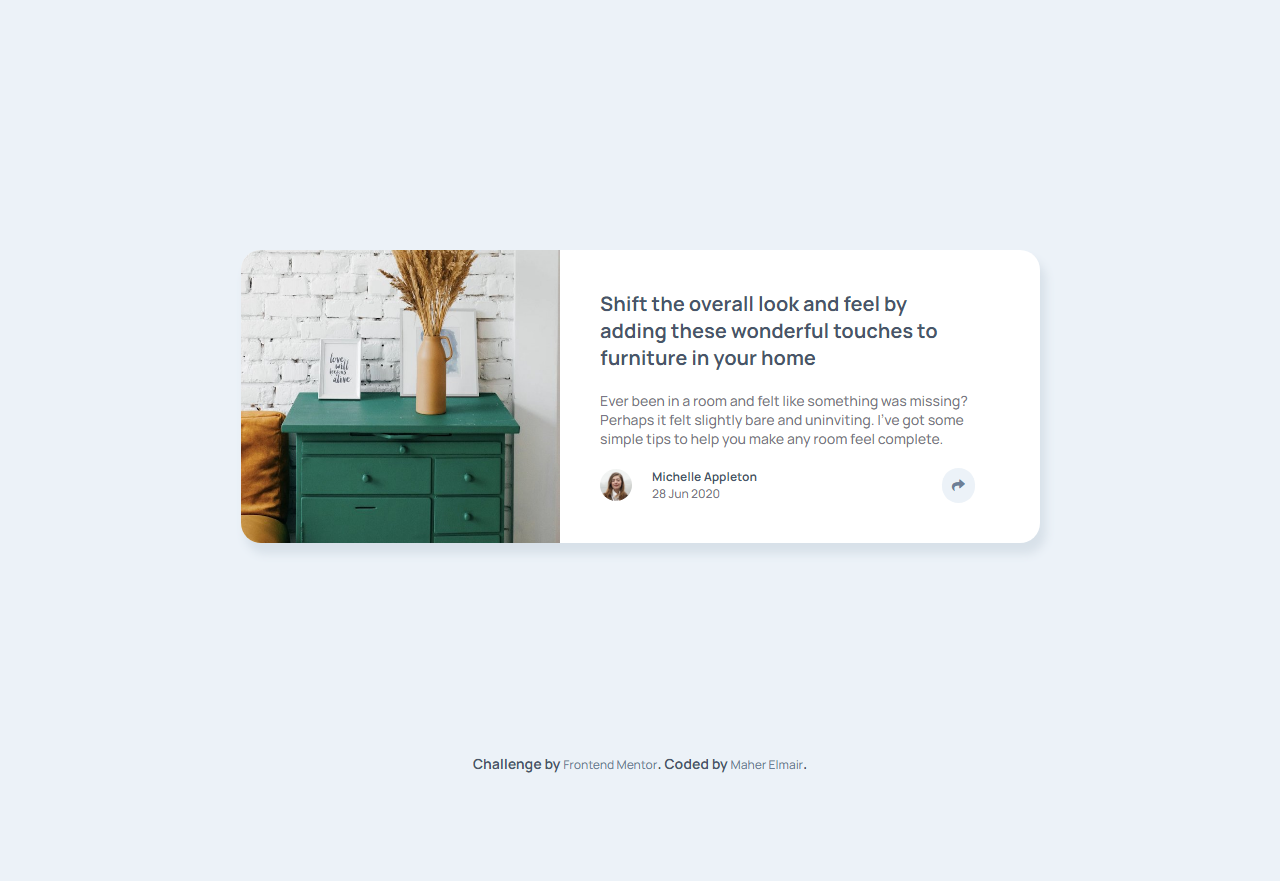 love
will
keep us
alive
Shift the overall look and feel by
adding these wonderful touches to
furniture in your home
Ever been in a room and felt like something was missing?
Perhaps it felt slightly bare and uninviting. I've got some
simple tips to help you make any room feel complete.
Michelle Appleton
28 Jun 2020
Challenge by Frontend Mentor. Coded by Maher Elmair.